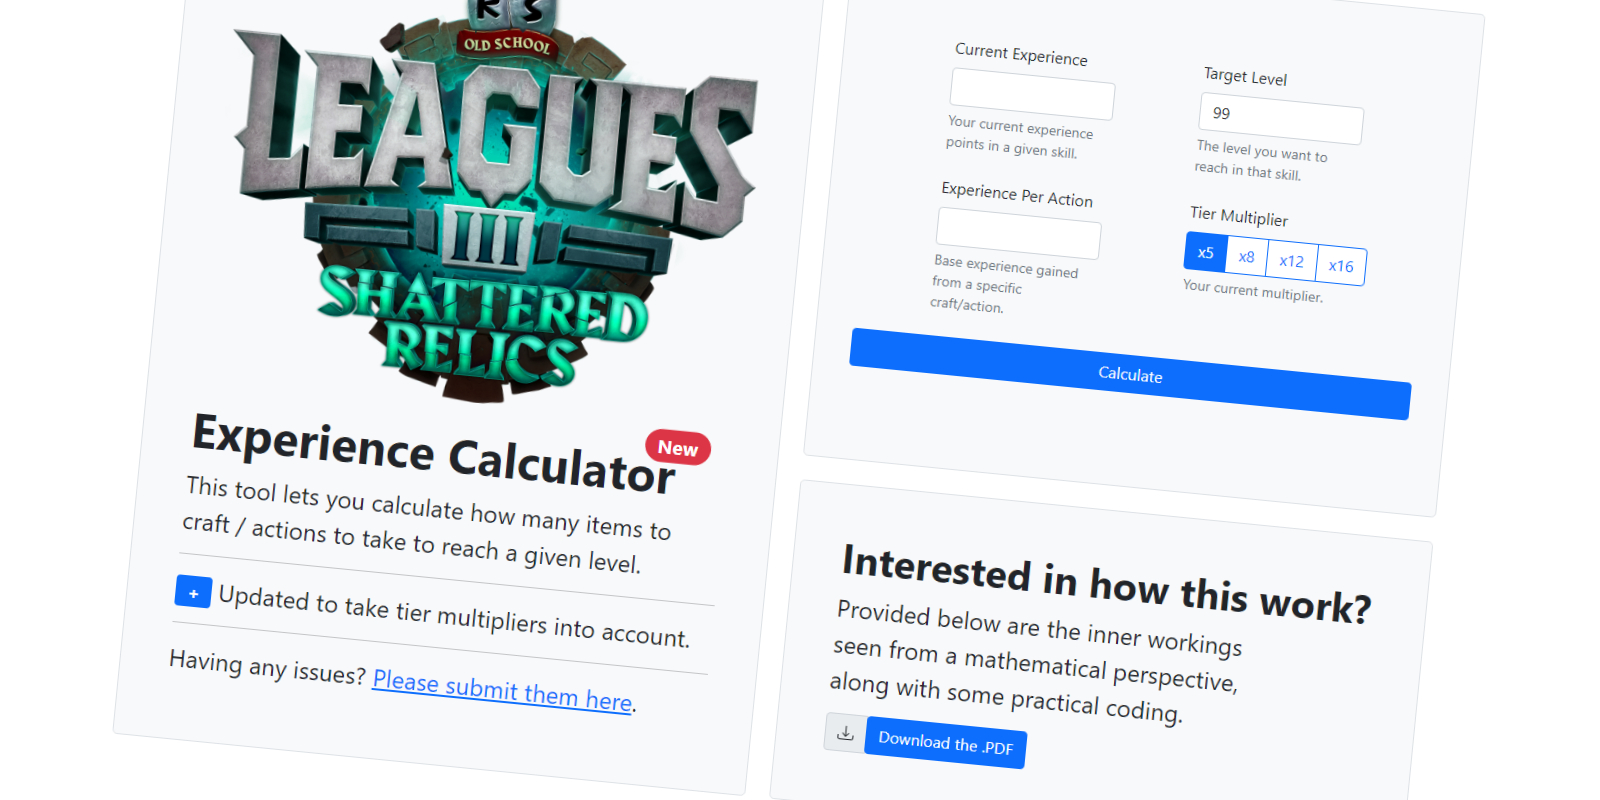 RS
OLD SCHOOL
LEAGUES
III
SHATTERED
RELICS
Experience Calculator New
This tool lets you calculate how many items to
craft / actions to take to reach a given level.
+ Updated to take tier multipliers into account.
Having any issues? Please submit them here.
Current Experience
Your current experience
points in a given skill.
Target Level
99
The level you want to
reach in that skill.
Experience Per Action
Base experience gained
from a specific
craft/action.
Tier Multiplier
x5 x8 x12 x16
Your current multiplier.
Calculate
Interested in how this work?
Provided below are the inner workings
seen from a mathematical perspective,
along with some practical coding.
Download the .PDF